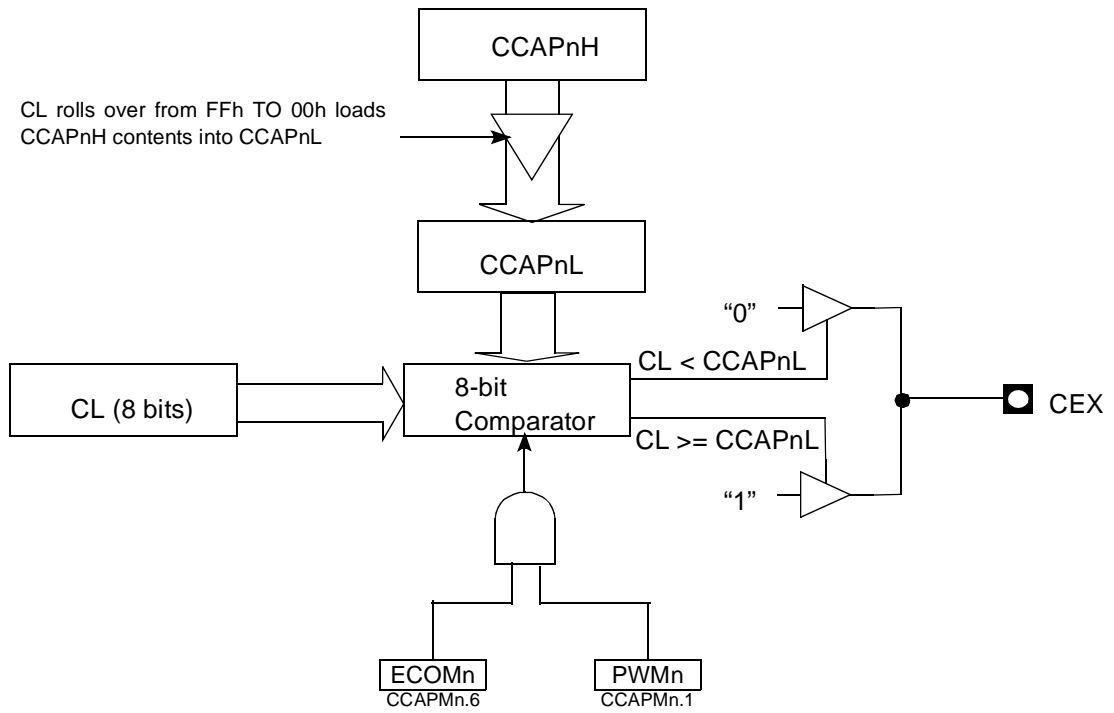 CCAPnH
CL rolls over from FFh TO 00h loads
CCAPnH contents into CCAPnL
CCAPnL
“0”
CL < CCAPnL
CL (8 bits)
8-bit
Comparator
CEX
CL >= CCAPnL
“1”
ECOMn
CCAPMn.6
PWMn
CCAPMn.1